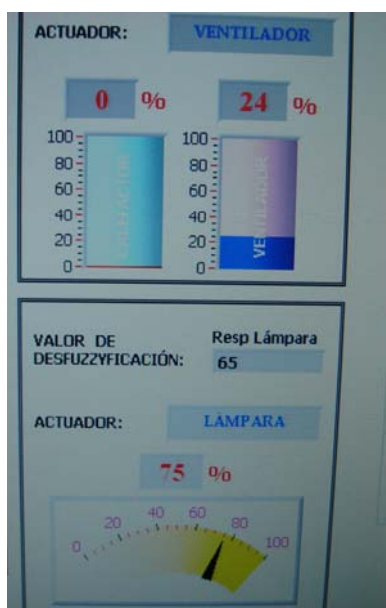 ACTUADOR: VENTILADOR
0 % 24 %
100 100
80 80
60 60
40 40
20 20
0 0
CALEFACTOR VENTILADOR
VALOR DE Resp Lámpara
DESFUZZYFICACIÓN: 65
ACTUADOR: LÁMPARA
75 %
0 20 40 60 80 100